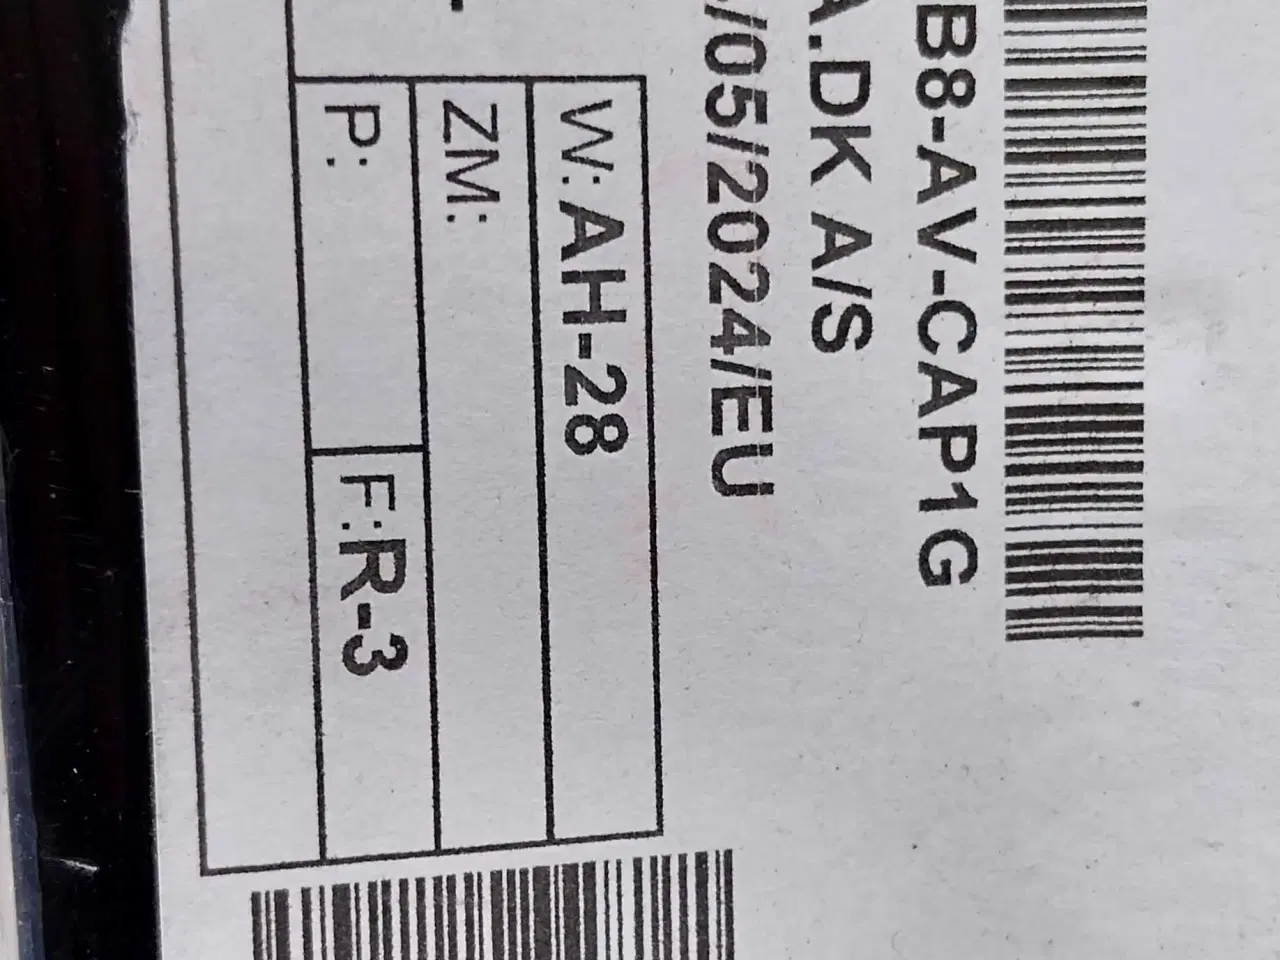 B8-AV-CAP1G
A.DK A/S
/05/2024/EU
W: AH-28
ZM:
P: F: R-3